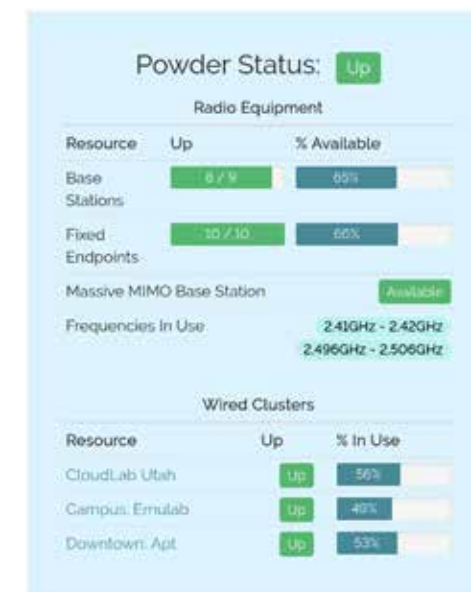 Powder Status: Up
Radio Equipment
Resource Up % Available
Base Stations 8 / 9
Fixed Endpoints 10 / 10
Massive MIMO Base Station Available
Frequencies In Use 2.41GHz - 2.42GHz
2.496GHz - 2.506GHz
Wired Clusters
Resource Up % In Use
CloudLab Utah Up 56%
Campus, Emulab Up 49%
Downtown, Apt Up 53%